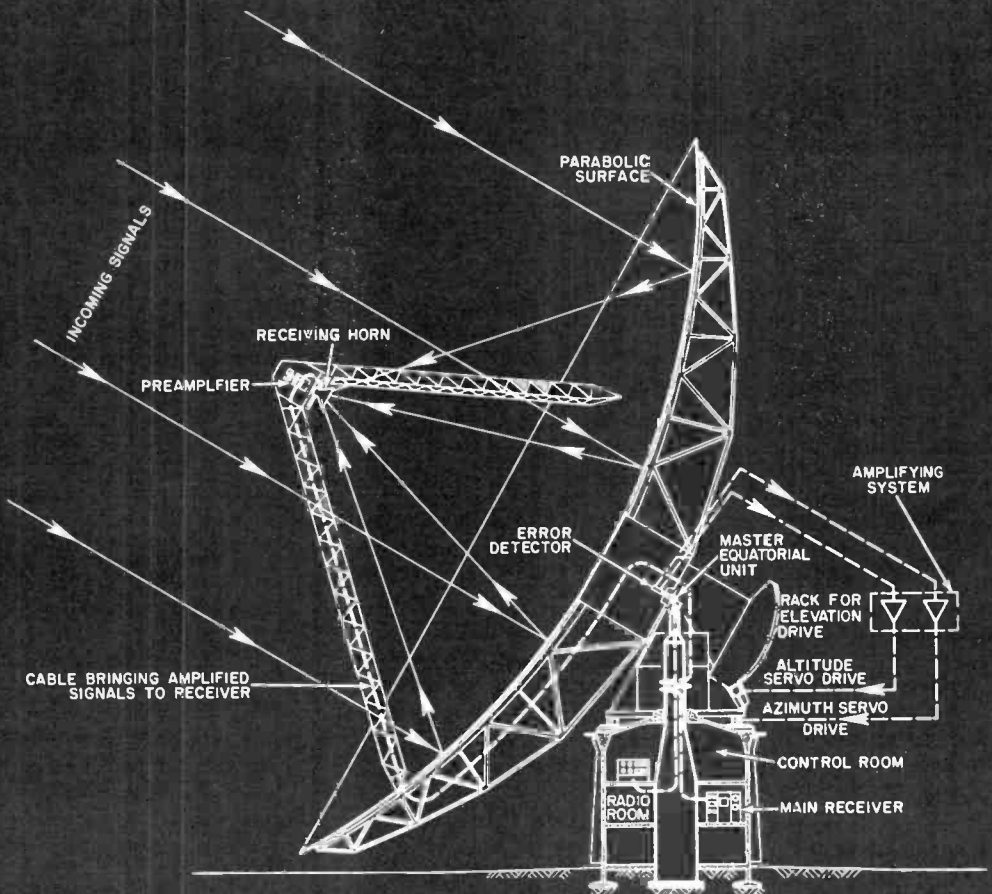 PARABOLIC
SURFACE
INCOMING SIGNALS
RECEIVING HORN
PREAMPLFIER
AMPLIFYING
SYSTEM
ERROR
DETECTOR
MASTER
EQUATORIAL
UNIT
RACK FOR
ELEVATION
DRIVE
CABLE BRINGING AMPLIFIED
SIGNALS TO RECEIVER
ALTITUDE
SERVO DRIVE
AZIMUTH SERVO
DRIVE
CONTROL ROOM
RADIO
ROOM
MAIN RECEIVER